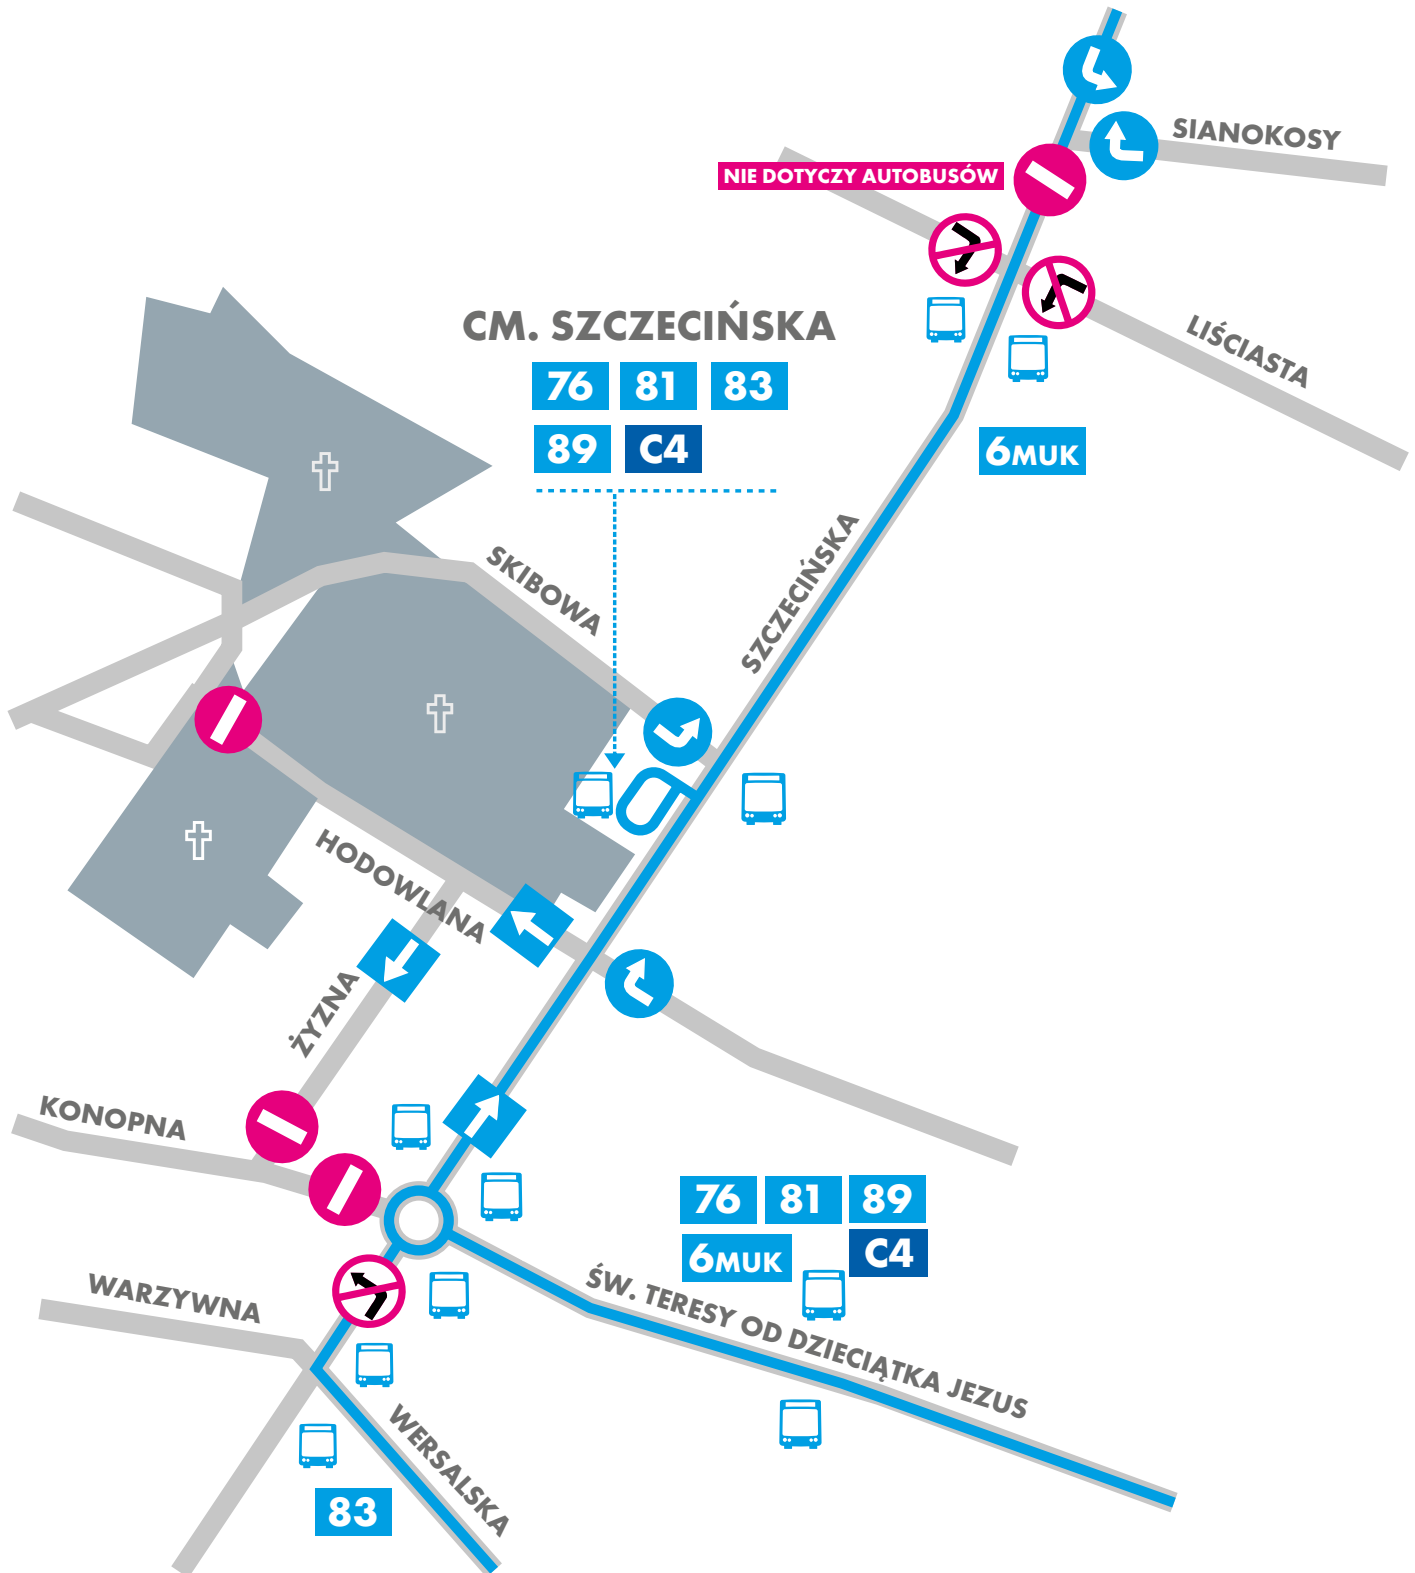 SIANOKOSY
NIE DOTYCZY AUTOBUSÓW
LIŚCIASTA
CM. SZCZECIŃSKA
76 81 83
89 C4
6MUK
SKIBOWA
SZCZECIŃSKA
HODOWLANA
ŻYZNA
KONOPNA
76 81 89
6MUK C4
WARZYWNA
ŚW. TERESY OD DZIECIĄTKA JEZUS
WERSALSKA
83